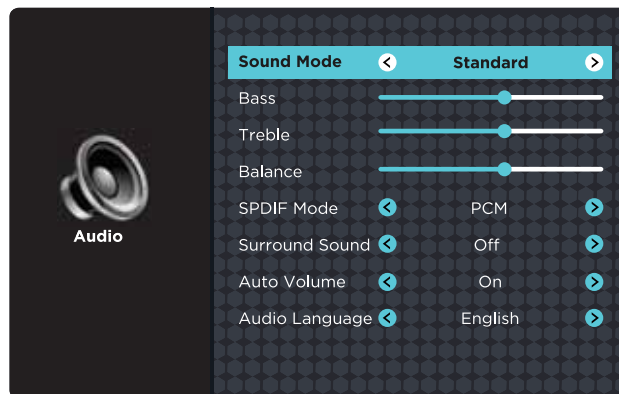 Sound Mode Standard
Bass
Treble
Balance
SPDIF Mode PCM
Audio
Surround Sound Off
Auto Volume On
Audio Language English